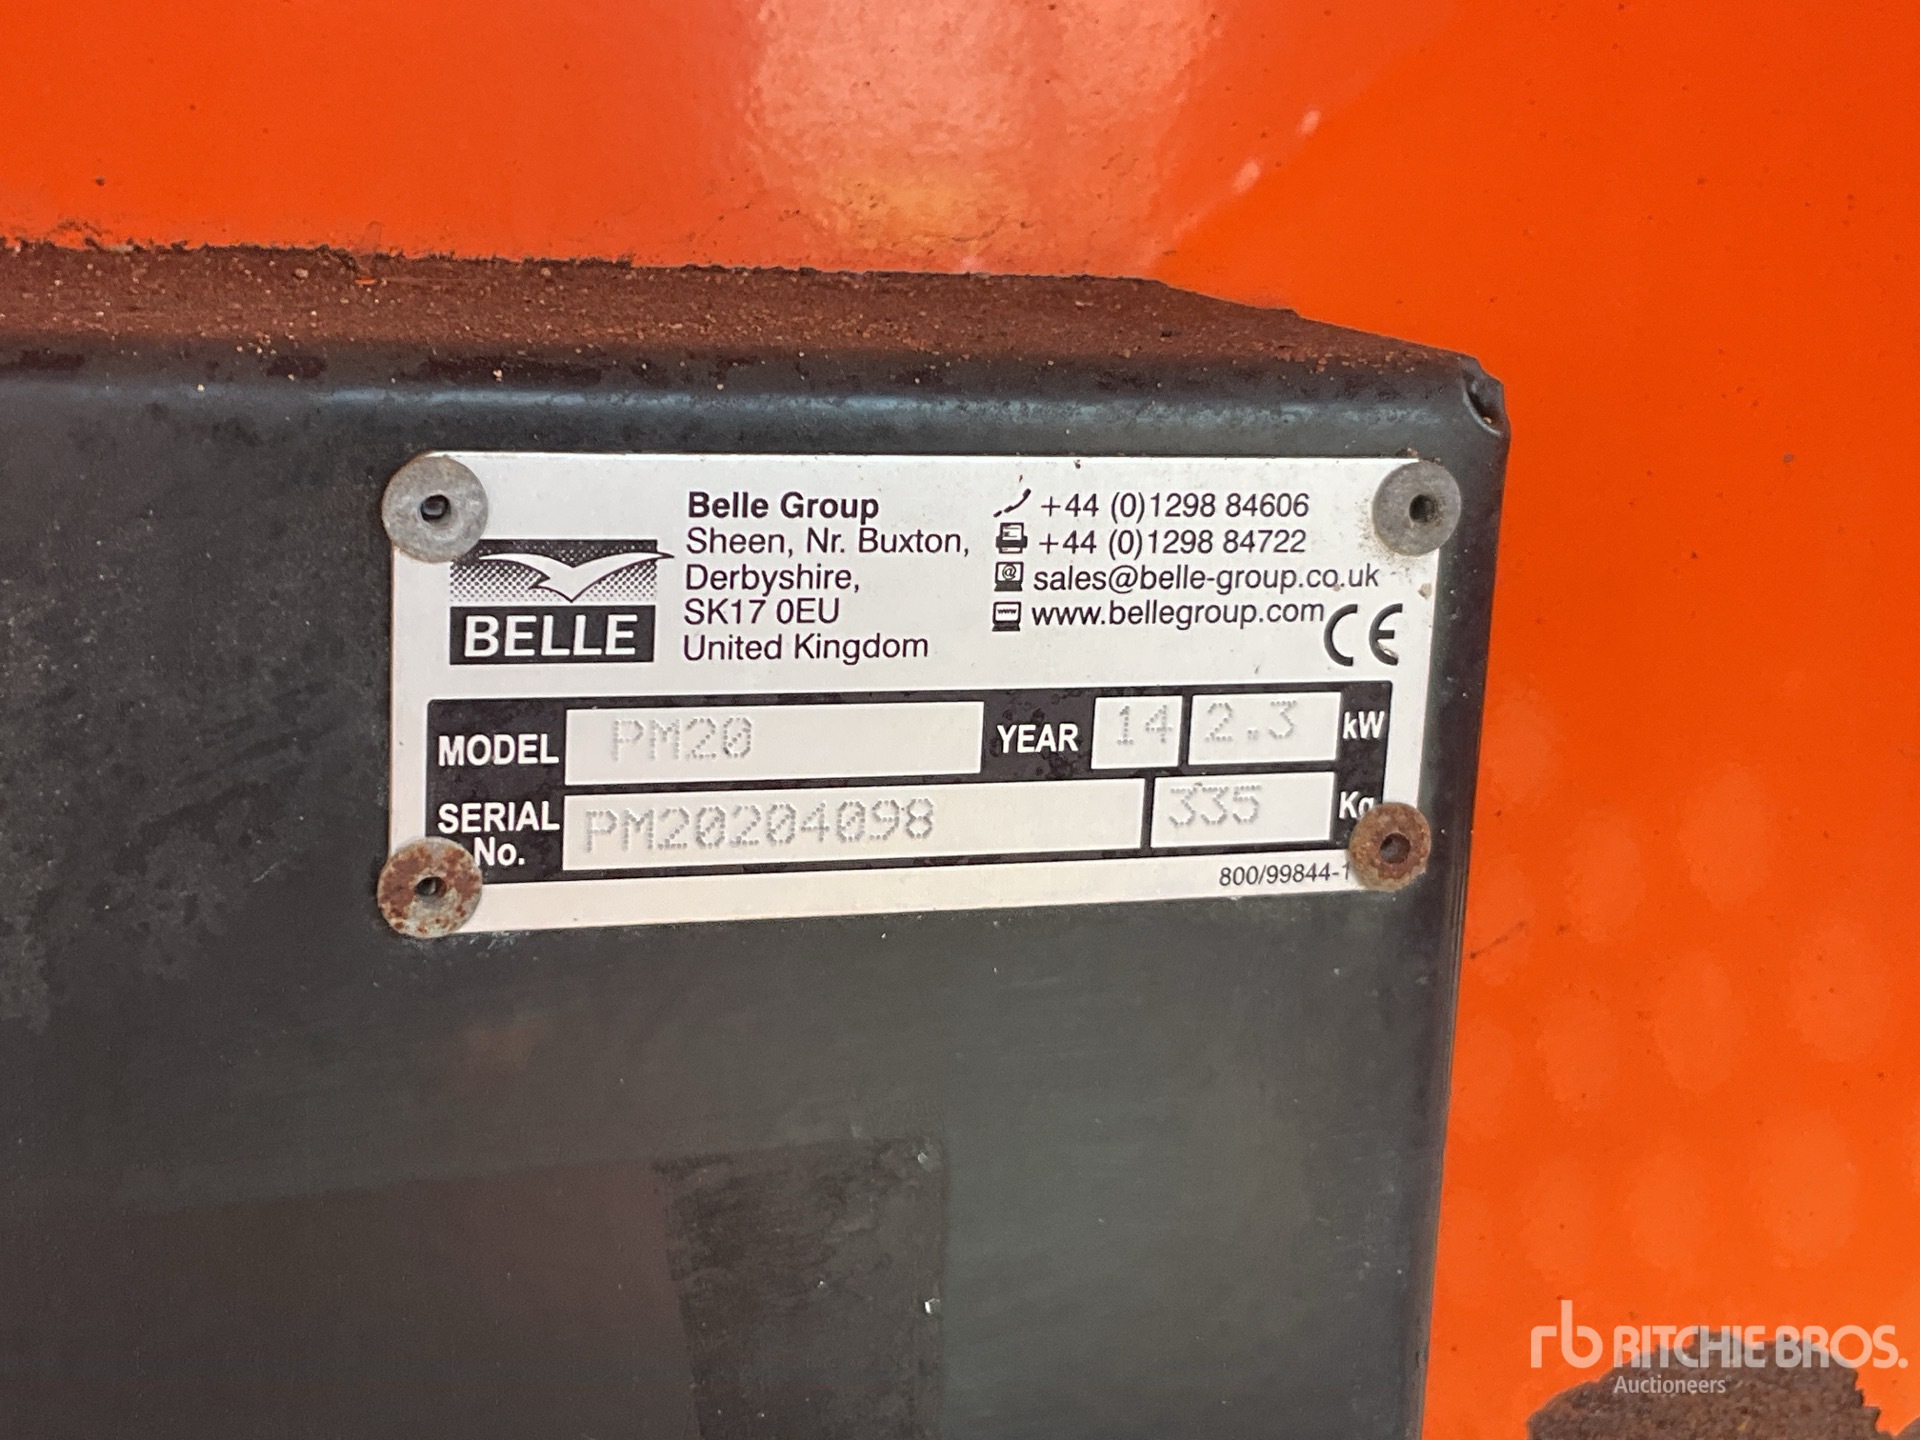 Belle Group
Sheen, Nr. Buxton,
Derbyshire,
SK17 0EU
United Kingdom
+44 (0)1298 84606
+44 (0)1298 84722
@ sales@belle-group.co.uk
www www.bellegroup.com
CE
BELLE
MODEL PM20 YEAR 14 2.3 kW
SERIAL No. PM20204098 335 Kg
800/99844-1
rb RITCHIE BROS.
Auctioneers